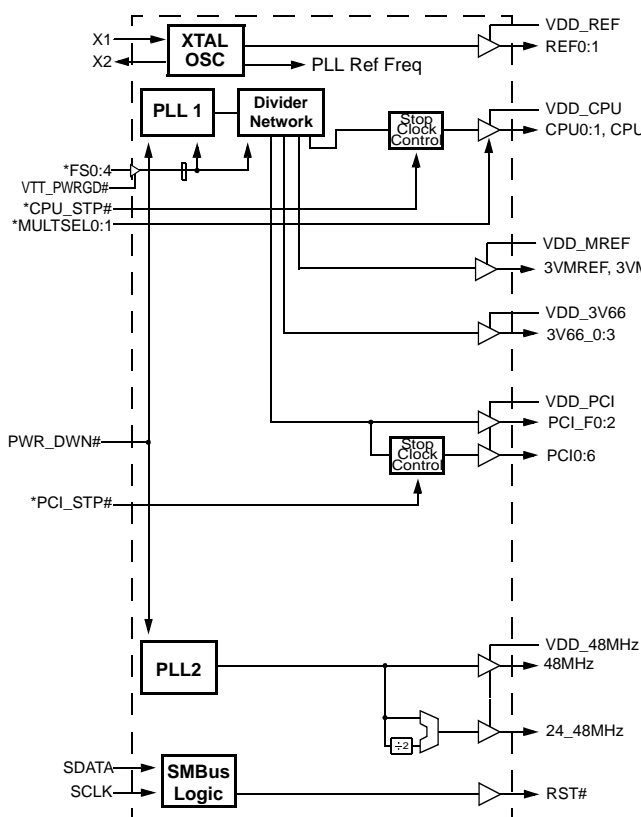 VDD_REF
X1
XTAL
OSC
REF0:1
X2
PLL Ref Freq
VDD_CPU
PLL 1
Divider
Network
Stop
Clock
Control
CPU0:1, CPU
*FS0:4
VTT_PWRGD#
*CPU_STP#
*MULTSEL0:1
VDD_MREF
3VMREF, 3VM
VDD_3V66
3V66_0:3
VDD_PCI
PCI_F0:2
PWR_DWN#
Stop
Clock
Control
PCI0:6
*PCI_STP#
VDD_48MHz
PLL2
48MHz
24_48MHz
÷2
SDATA
SMBus
Logic
SCLK
RST#